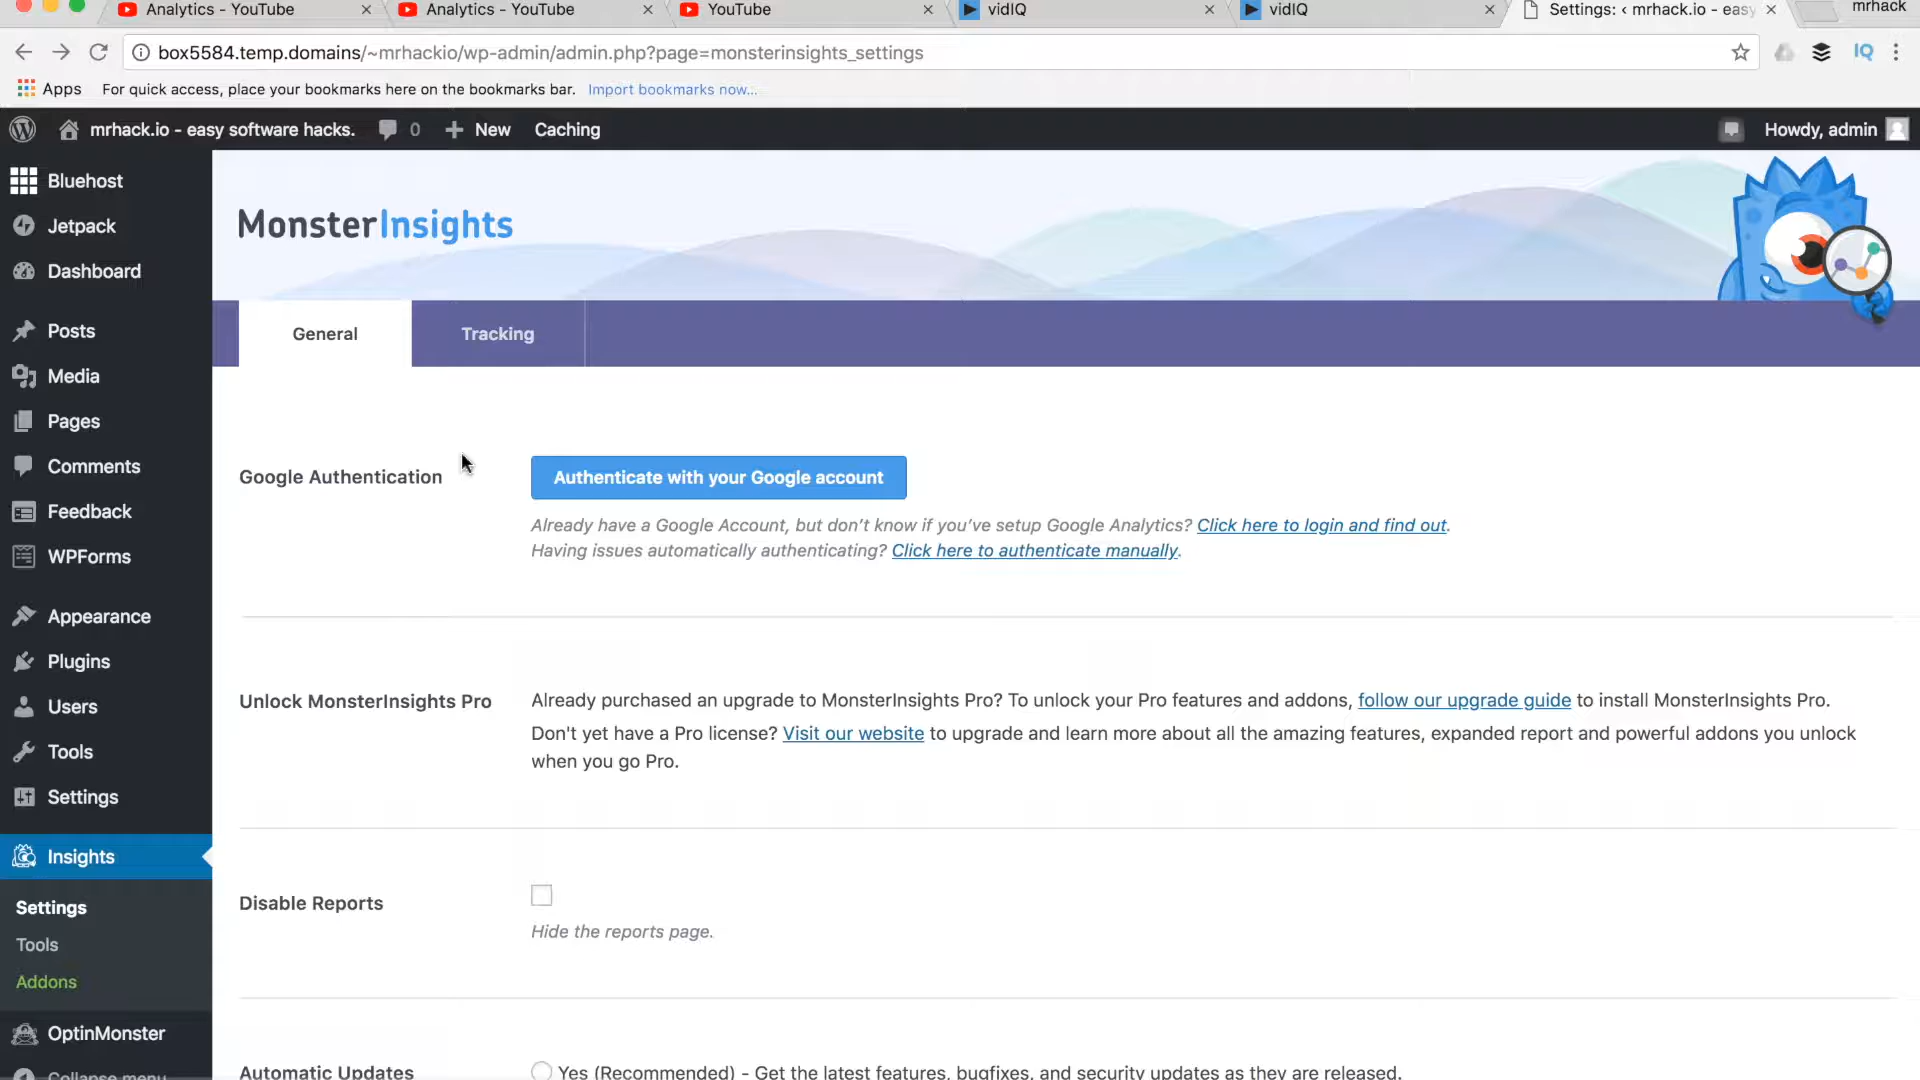 Analytics - YouTube
Analytics - YouTube
YouTube
vidIQ
vidIQ
Settings: ‹ mrhack.io - easy
mrhack
box5584.temp.domains/~mrhackio/wp-admin/admin.php?page=monsterinsights_settings
IQ
Apps
For quick access, place your bookmarks here on the bookmarks bar. Import bookmarks now...
mrhack.io - easy software hacks.
0
New
Caching
Howdy, admin
Bluehost
Jetpack
Dashboard
Posts
Media
Pages
Comments
Feedback
WPForms
Appearance
Plugins
Users
Tools
Settings
Insights
Settings
Tools
Addons
OptinMonster
Collapse menu
MonsterInsights
General
Tracking
Google Authentication
Authenticate with your Google account
Already have a Google Account, but don't know if you've setup Google Analytics? Click here to login and find out.
Having issues automatically authenticating? Click here to authenticate manually.
Unlock MonsterInsights Pro
Already purchased an upgrade to MonsterInsights Pro? To unlock your Pro features and addons, follow our upgrade guide to install MonsterInsights Pro.
Don't yet have a Pro license? Visit our website to upgrade and learn more about all the amazing features, expanded report and powerful addons you unlock
when you go Pro.
Disable Reports
Hide the reports page.
Automatic Updates
Yes (Recommended) - Get the latest features, bugfixes, and security updates as they are released.